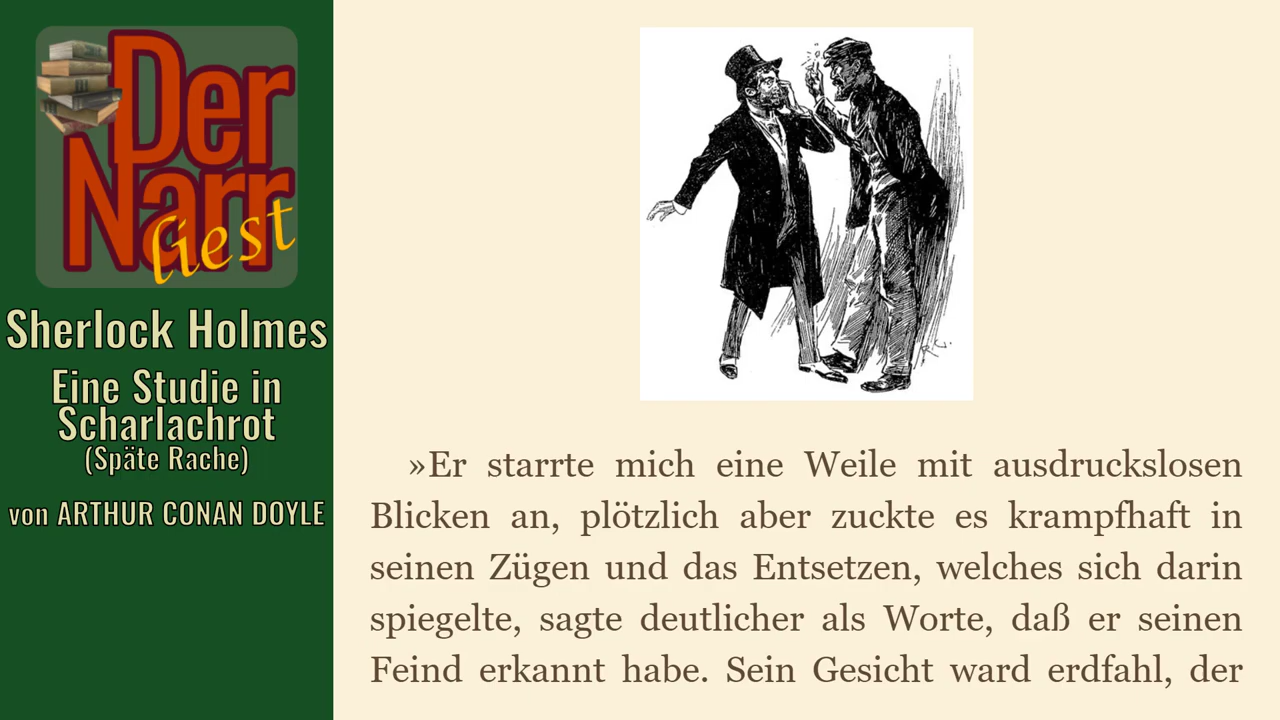 Der
Narr
liest
Sherlock Holmes
Eine Studie in
Scharlachrot
(Späte Rache)
von ARTHUR CONAN DOYLE
R.G.
»Er starrte mich eine Weile mit ausdruckslosen
Blicken an, plötzlich aber zuckte es krampfhaft in
seinen Zügen und das Entsetzen, welches sich darin
spiegelte, sagte deutlicher als Worte, daß er seinen
Feind erkannt habe. Sein Gesicht ward erdfahl, der